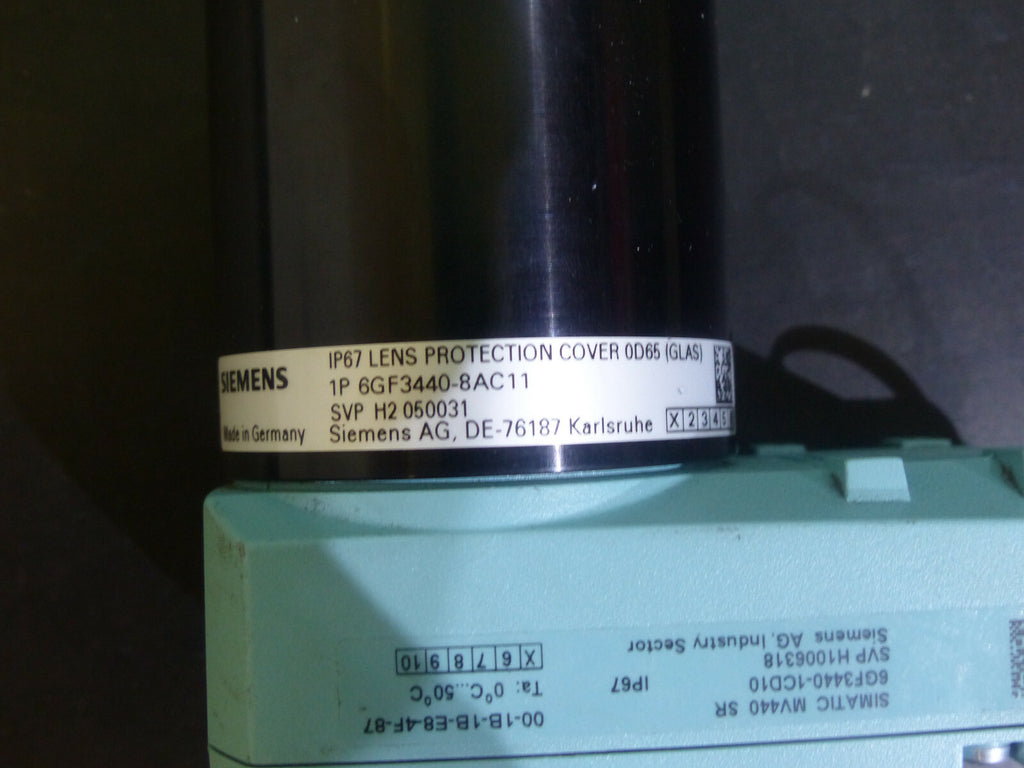 SIEMENS
IP67 LENS PROTECTION COVER 0D65 (GLAS)
1P 6GF3440-8AC11
SVP H2 050031
Made in Germany
Siemens AG, DE-76187 Karlsruhe
X 2 3 4 5
SIMATIC MV440 SR
00-1B-1B-E8-4F-87
6GF3440-1CD10
IP67
Ta: 0°C...50°C
SVP H1006318
X 6 7 8 9 10
Siemens AG, Industry Sector